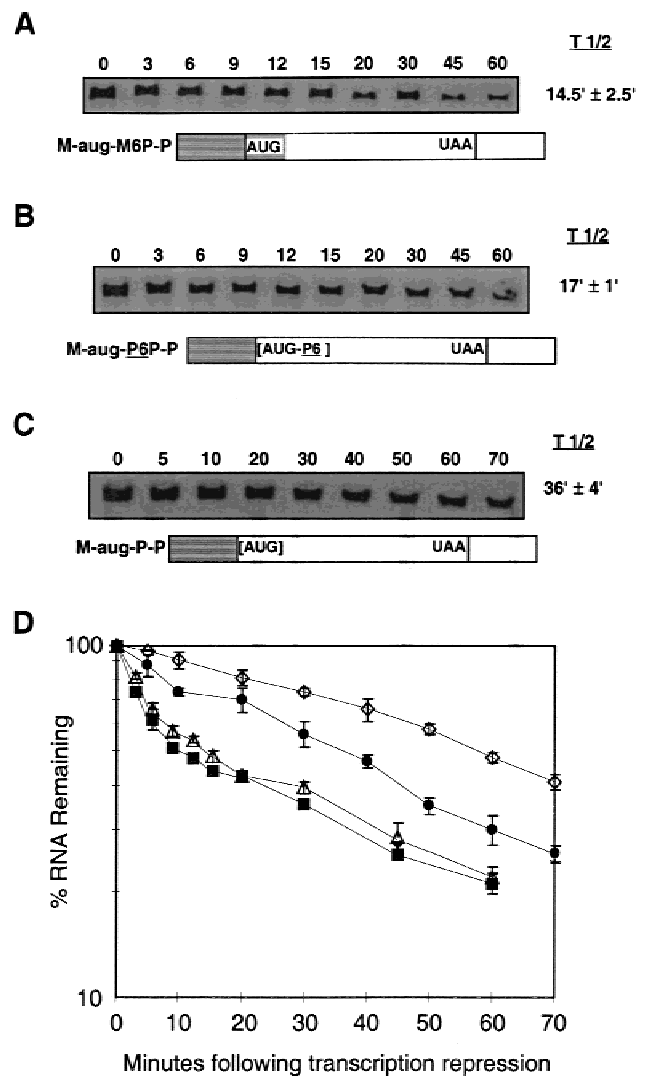 A
T 1/2
0 3 6 9 12 15 20 30 45 60
14.5' ± 2.5'
M-aug-M6P-P
AUG
UAA
B
T 1/2
0 3 6 9 12 15 20 30 45 60
17' ± 1'
M-aug-P6P-P
[AUG-P6 ]
UAA
C
T 1/2
0 5 10 20 30 40 50 60 70
36' ± 4'
M-aug-P-P
[AUG]
UAA
D
100
% RNA Remaining
10
0 10 20 30 40 50 60 70
Minutes following transcription repression